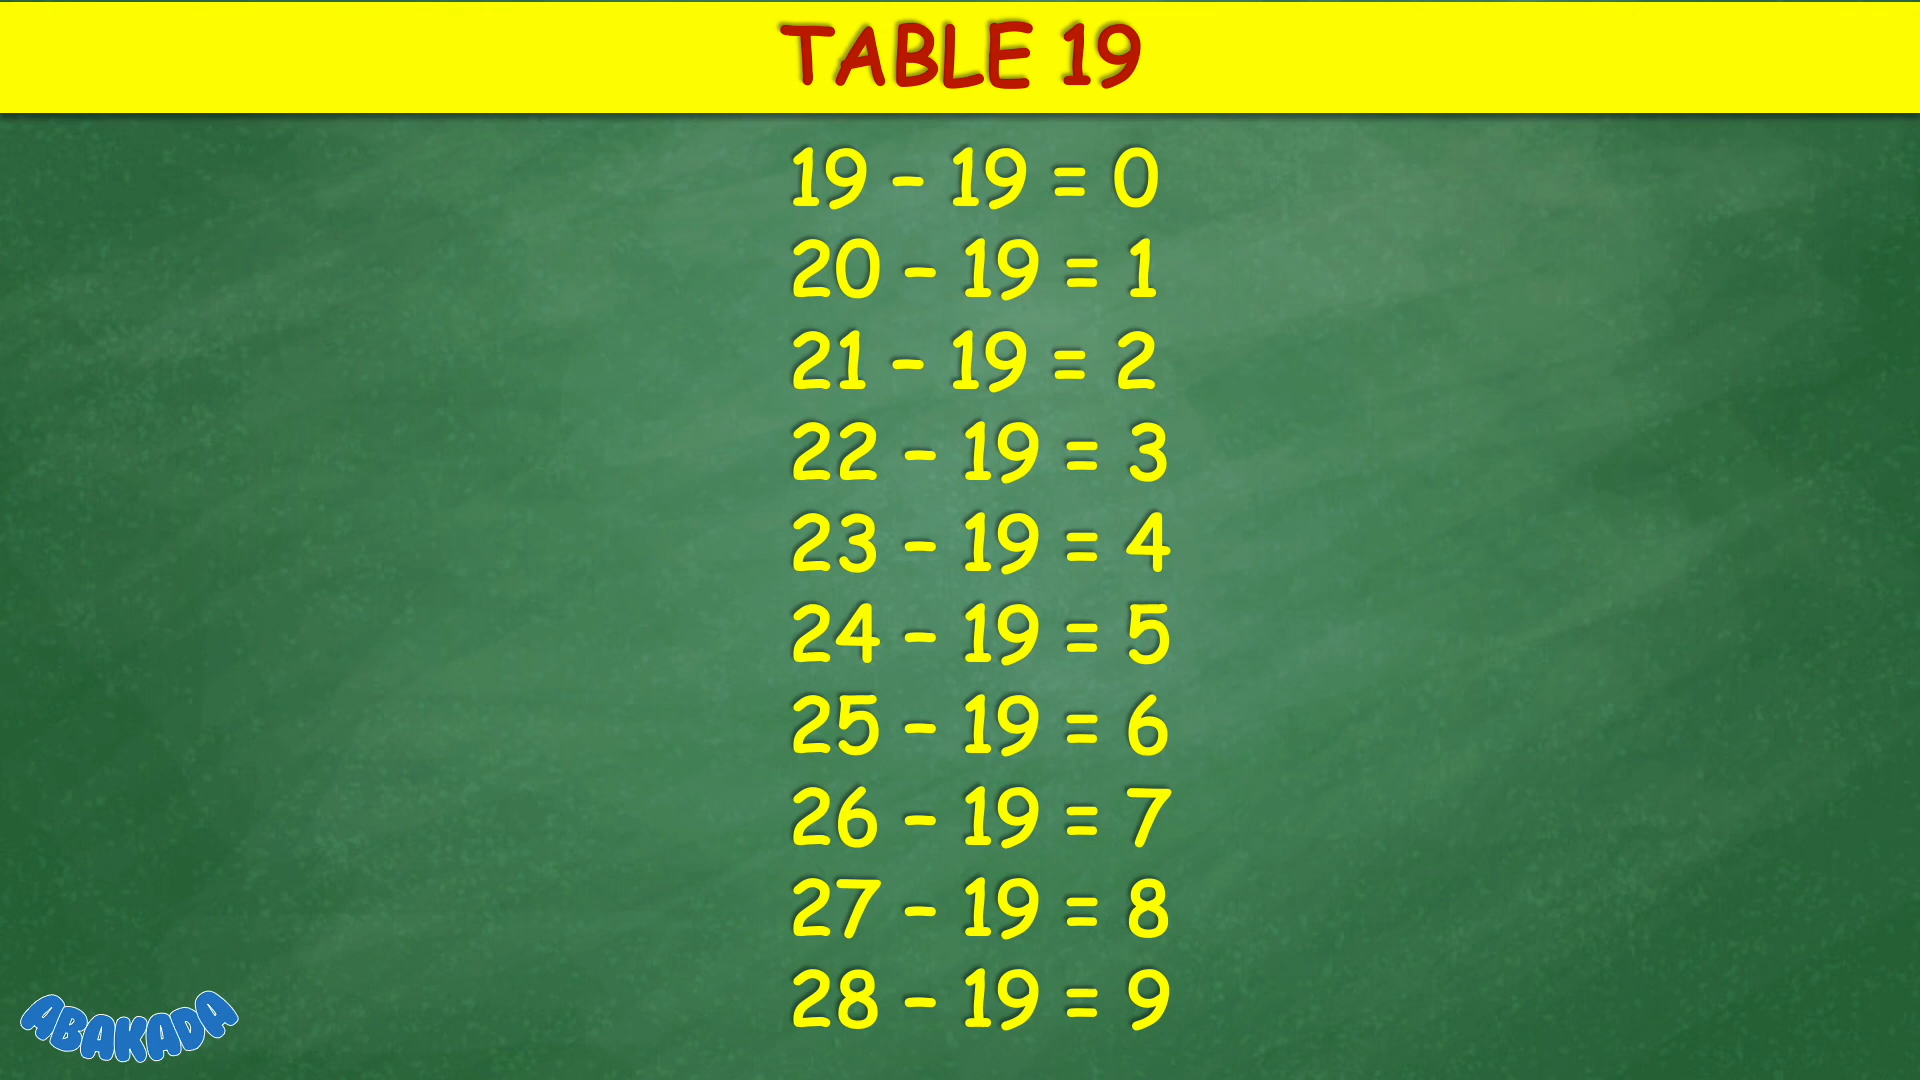 TABLE 19
19 - 19 = 0
20 - 19 = 1
21 - 19 = 2
22 - 19 = 3
23 - 19 = 4
24 - 19 = 5
25 - 19 = 6
26 - 19 = 7
27 - 19 = 8
28 - 19 = 9
ABAKADA